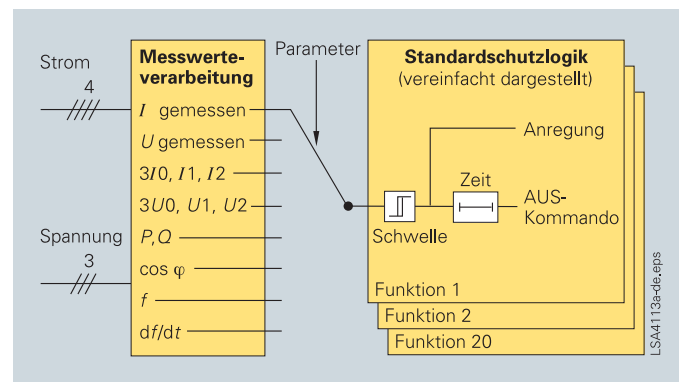 Strom
4
Spannung
3
Messwerte-
verarbeitung
I gemessen
U gemessen
3I0, I1, I2
3U0, U1, U2
P,Q
cos φ
f
df/dt
Parameter
Standardschutzlogik
(vereinfacht dargestellt)
Anregung
Zeit
AUS-
Kommando
Schwelle
Funktion 1
Funktion 2
Funktion 20
LSA4113a-de.eps